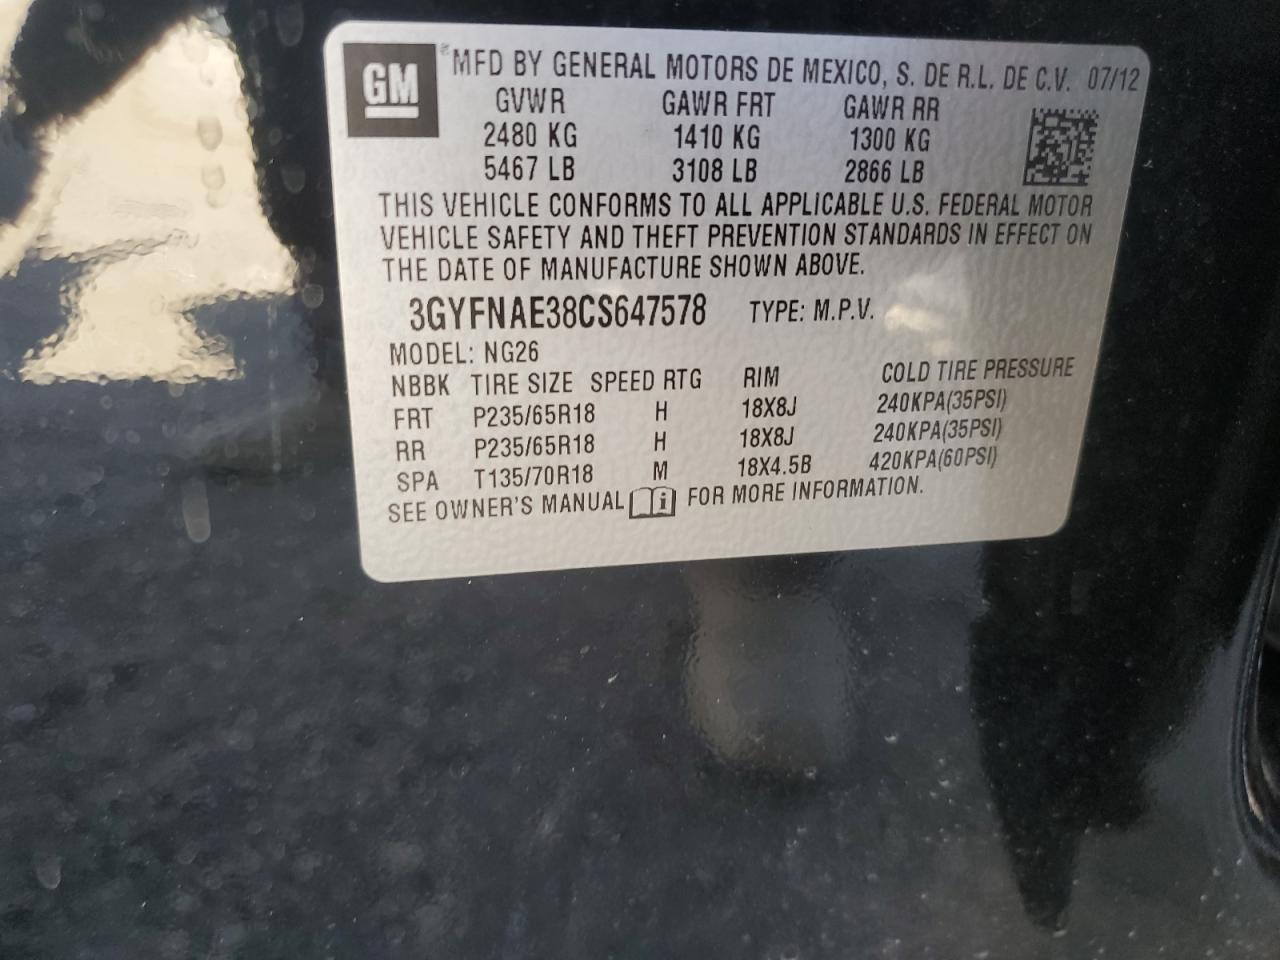 GM
® MFD BY GENERAL MOTORS DE MEXICO, S. DE R.L. DE C.V. 07/12
GVWR GAWR FRT GAWR RR
2480 KG 1410 KG 1300 KG
5467 LB 3108 LB 2866 LB
THIS VEHICLE CONFORMS TO ALL APPLICABLE U.S. FEDERAL MOTOR
VEHICLE SAFETY AND THEFT PREVENTION STANDARDS IN EFFECT ON
THE DATE OF MANUFACTURE SHOWN ABOVE.
3GYFNAE38CS647578 TYPE: M.P.V.
MODEL: NG26
NBBK TIRE SIZE SPEED RTG RIM COLD TIRE PRESSURE
FRT P235/65R18 H 18X8J 240KPA(35PSI)
RR P235/65R18 H 18X8J 240KPA(35PSI)
SPA T135/70R18 M 18X4.5B 420KPA(60PSI)
SEE OWNER'S MANUAL i FOR MORE INFORMATION.